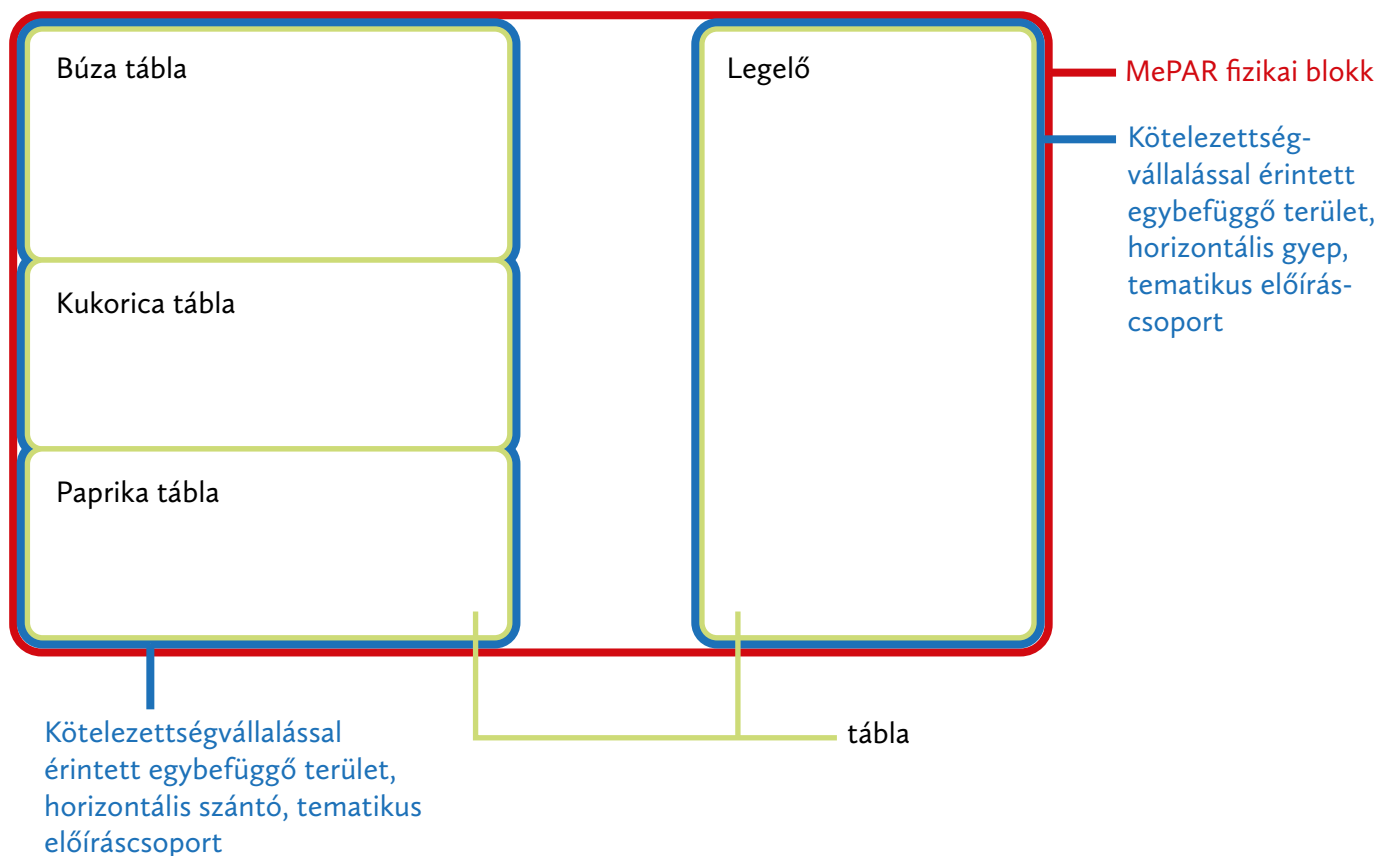 Búza tábla
Legelő
MePAR fizikai blokk
Kötelezettség-
vállalással érintett
egybefüggő terület,
horizontális gyep,
tematikus előírás-
csoport
Kukorica tábla
Paprika tábla
Kötelezettségvállalással
érintett egybefüggő terület,
horizontális szántó, tematikus
előíráscsoport
tábla